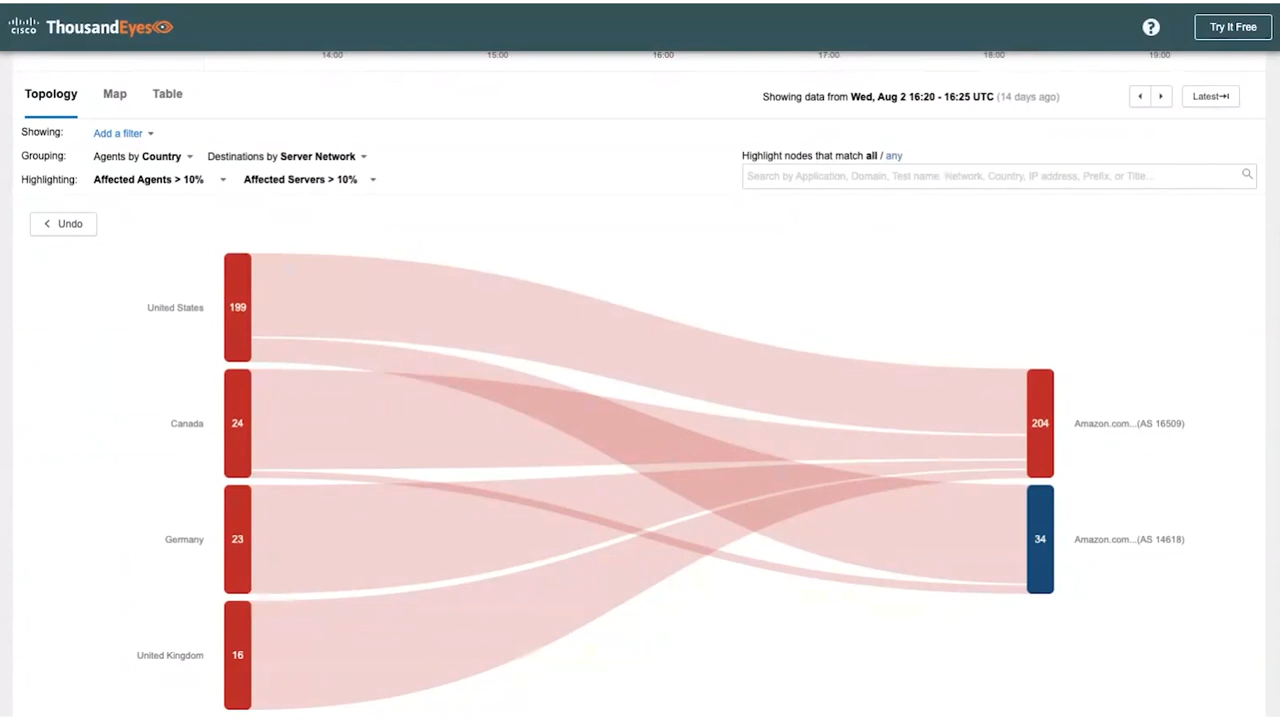 CISCO ThousandEyes
? Try It Free
14:00 15:00 16:00 17:00 18:00 19:00
Topology Map Table
Showing data from Wed, Aug 2 16:20 - 16:25 UTC (14 days ago)
Latest
Showing: Add a filter
Grouping: Agents by Country Destinations by Server Network
Highlighting: Affected Agents > 10% Affected Servers > 10%
Highlight nodes that match all / any
Search by Application, Domain, Test name, Network, Country, IP address, Prefix, or Title...
Undo
United States 199
Canada 24
204 Amazon.com...(AS 16509)
Germany 23
34 Amazon.com...(AS 14618)
United Kingdom 16